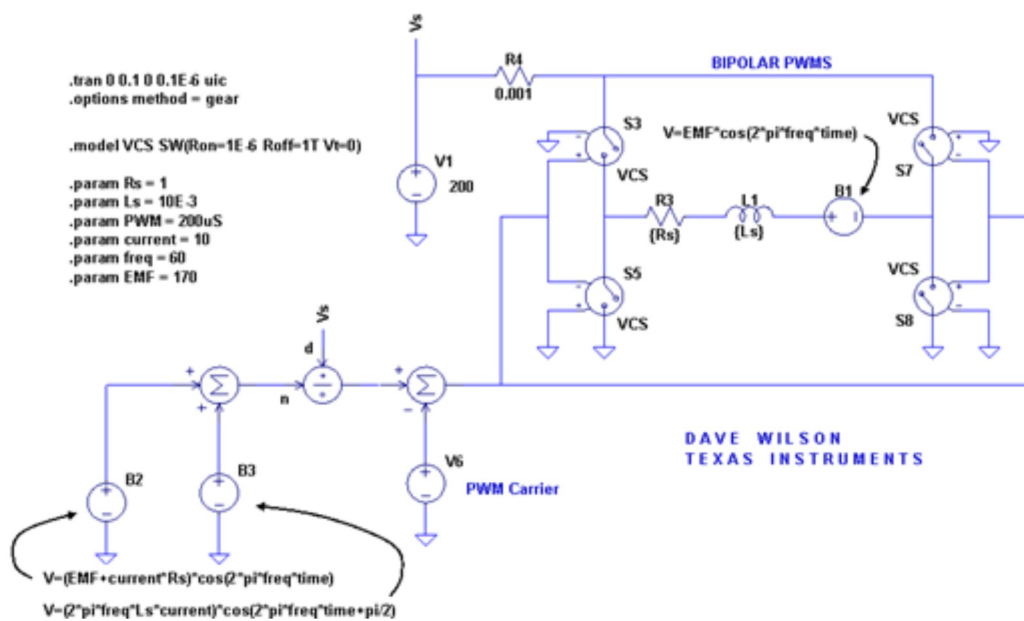 Vs
R4
0.001
BIPOLAR PWMS
.tran 0 0.1 0 0.1E-6 uic
.options method = gear
.model VCS SW(Ron=1E-6 Roff=1T Vt=0)
.param Rs = 1
.param Ls = 10E-3
.param PWM = 200uS
.param current = 10
.param freq = 60
.param EMF = 170
V1
200
S3
VCS
V=EMF*cos(2*pi*freq*time)
VCS
S7
R3
{Rs}
L1
{Ls}
B1
S5
VCS
VCS
S8
Vs
d
n
Σ
Σ
B2
B3
V6
PWM Carrier
DAVE WILSON
TEXAS INSTRUMENTS
V=(EMF+current*Rs)*cos(2*pi*freq*time)
V=(2*pi*freq*Ls*current)*cos(2*pi*freq*time+pi/2)